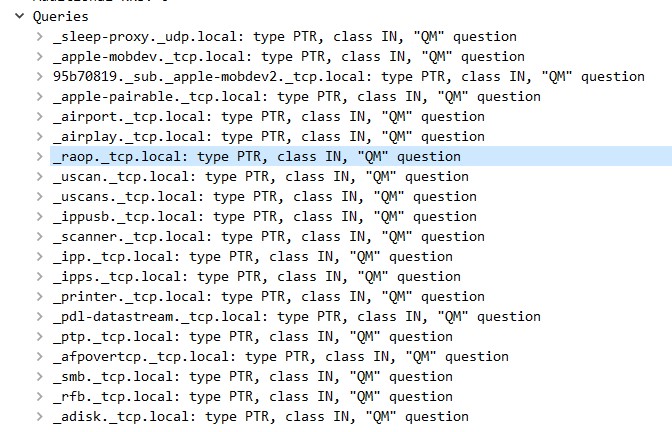 Queries
_sleep-proxy._udp.local: type PTR, class IN, "QM" question
_apple-mobdev._tcp.local: type PTR, class IN, "QM" question
95b70819._sub._apple-mobdev2._tcp.local: type PTR, class IN, "QM" question
_apple-pairable._tcp.local: type PTR, class IN, "QM" question
_airport._tcp.local: type PTR, class IN, "QM" question
_airplay._tcp.local: type PTR, class IN, "QM" question
_raop._tcp.local: type PTR, class IN, "QM" question
_uscan._tcp.local: type PTR, class IN, "QM" question
_uscans._tcp.local: type PTR, class IN, "QM" question
_ippusb._tcp.local: type PTR, class IN, "QM" question
_scanner._tcp.local: type PTR, class IN, "QM" question
_ipp._tcp.local: type PTR, class IN, "QM" question
_ipps._tcp.local: type PTR, class IN, "QM" question
_printer._tcp.local: type PTR, class IN, "QM" question
_pdl-datastream._tcp.local: type PTR, class IN, "QM" question
_ptp._tcp.local: type PTR, class IN, "QM" question
_afpovertcp._tcp.local: type PTR, class IN, "QM" question
_smb._tcp.local: type PTR, class IN, "QM" question
_rfb._tcp.local: type PTR, class IN, "QM" question
_adisk._tcp.local: type PTR, class IN, "QM" question